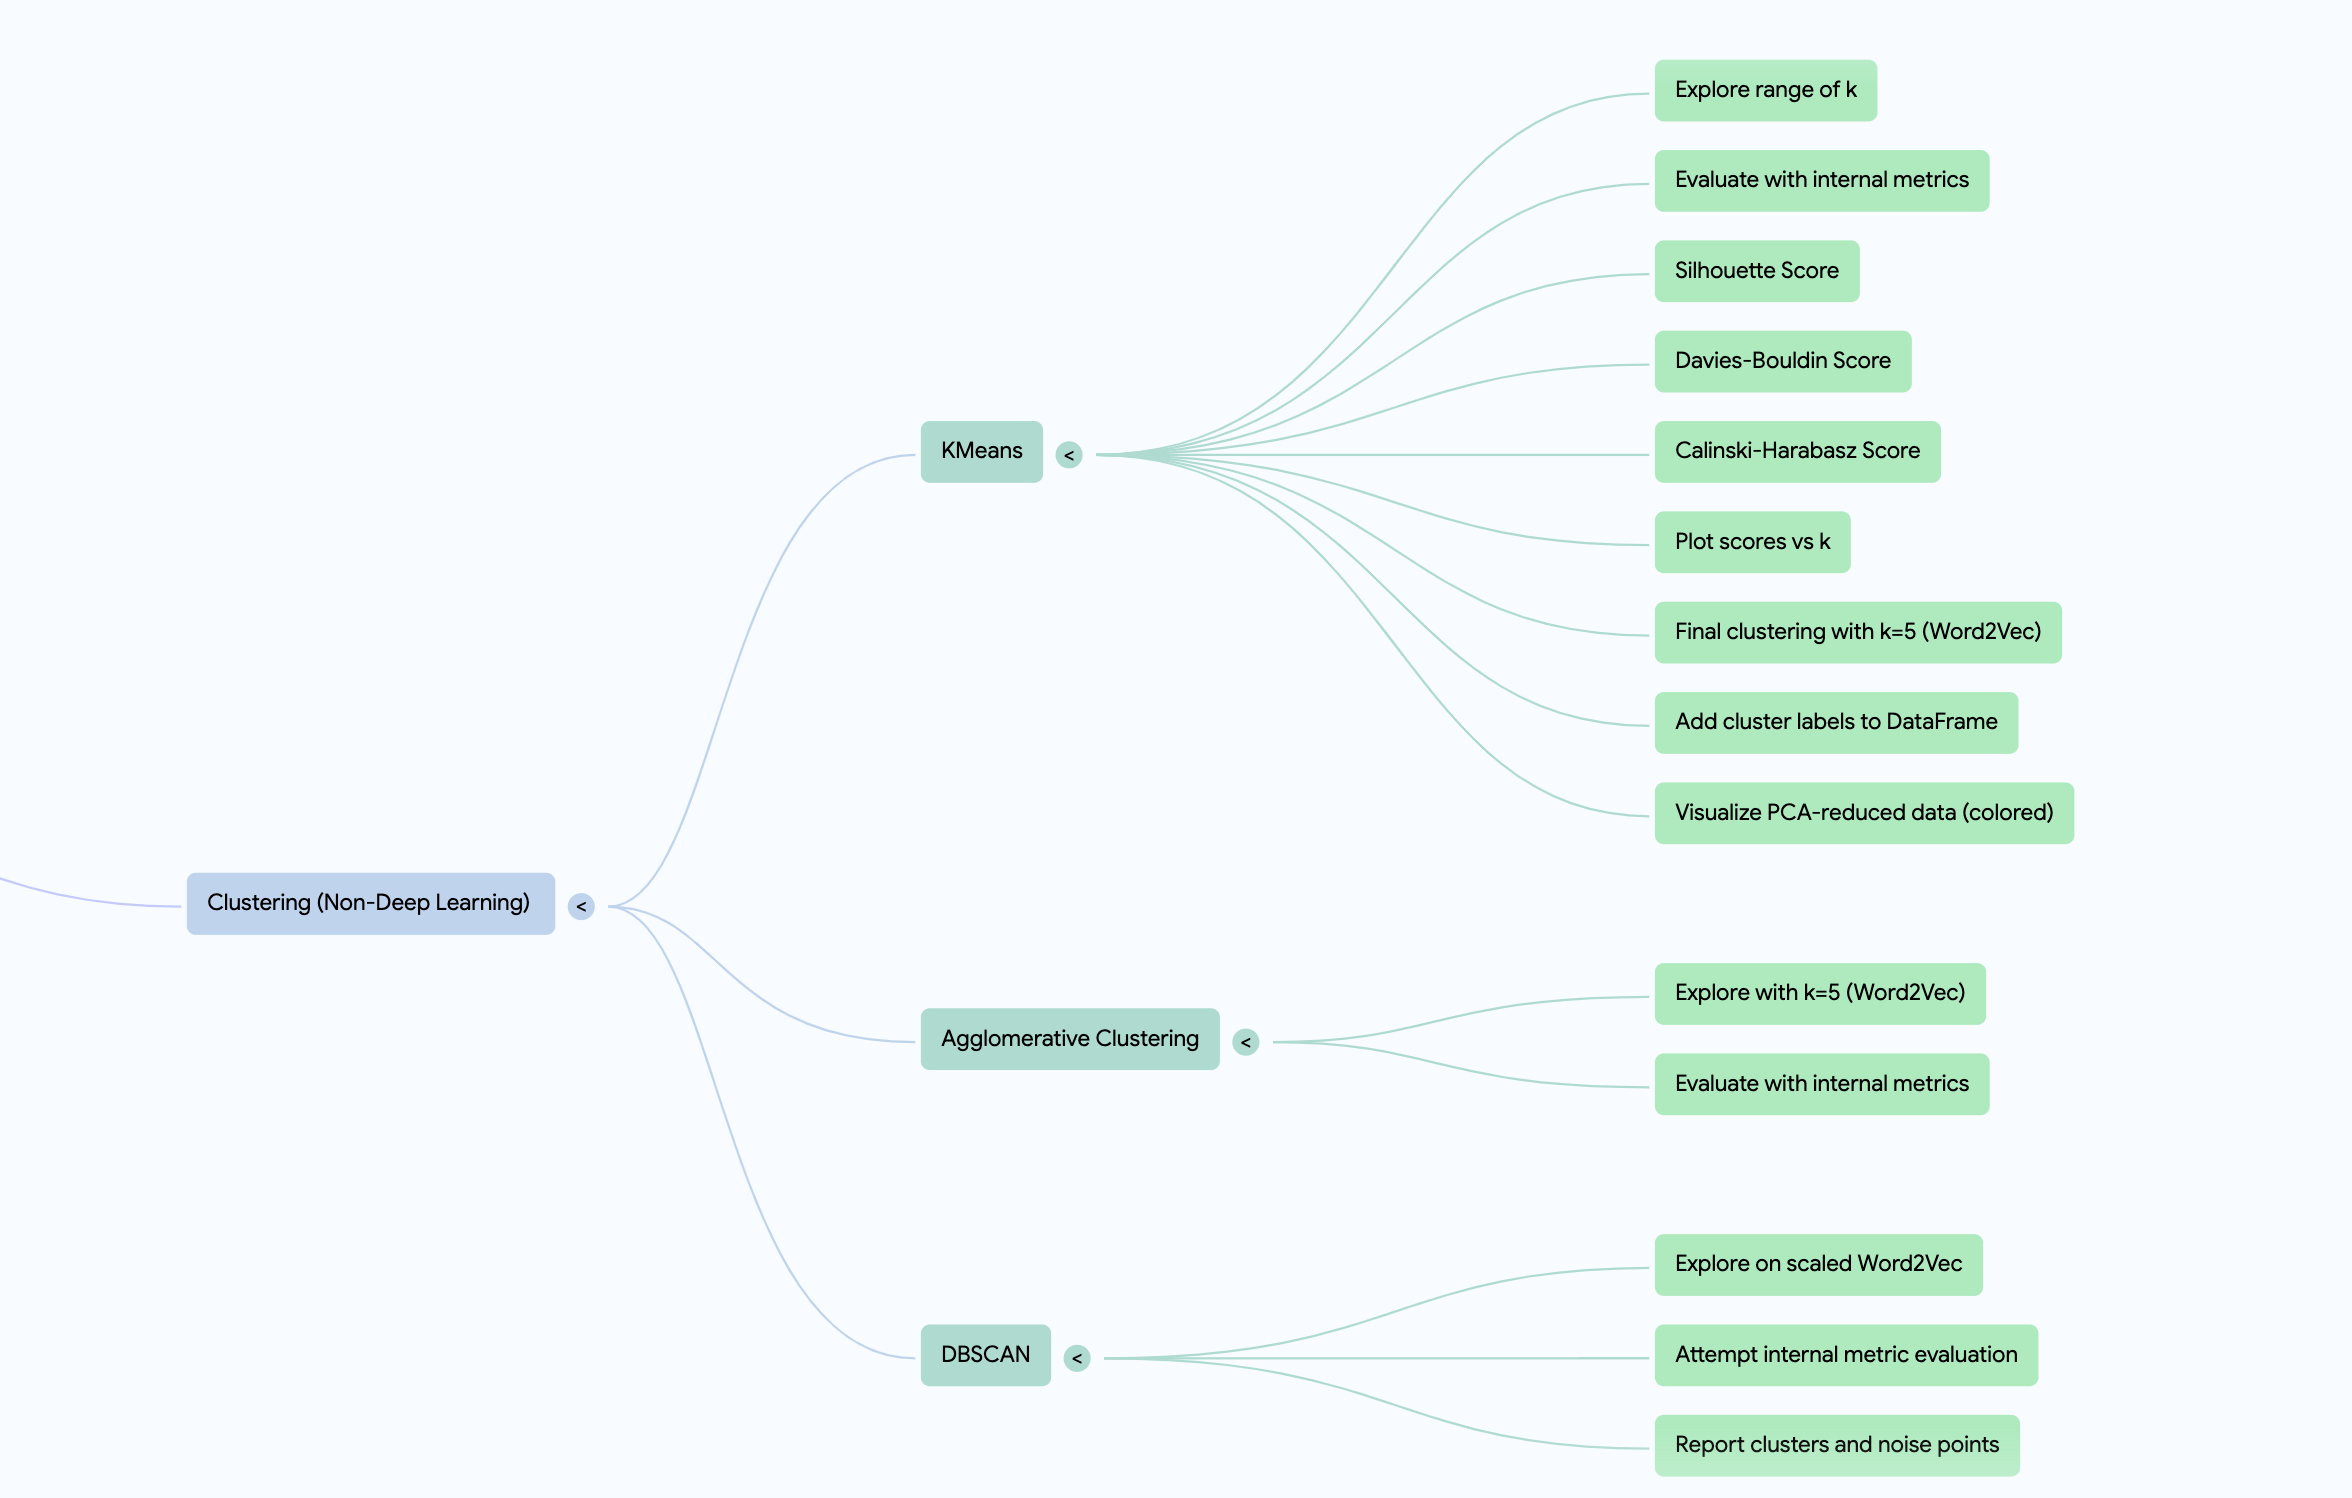 Clustering (Non-Deep Learning)
<
KMeans
<
Explore range of k
Evaluate with internal metrics
Silhouette Score
Davies-Bouldin Score
Calinski-Harabasz Score
Plot scores vs k
Final clustering with k=5 (Word2Vec)
Add cluster labels to DataFrame
Visualize PCA-reduced data (colored)
Agglomerative Clustering
<
Explore with k=5 (Word2Vec)
Evaluate with internal metrics
DBSCAN
<
Explore on scaled Word2Vec
Attempt internal metric evaluation
Report clusters and noise points